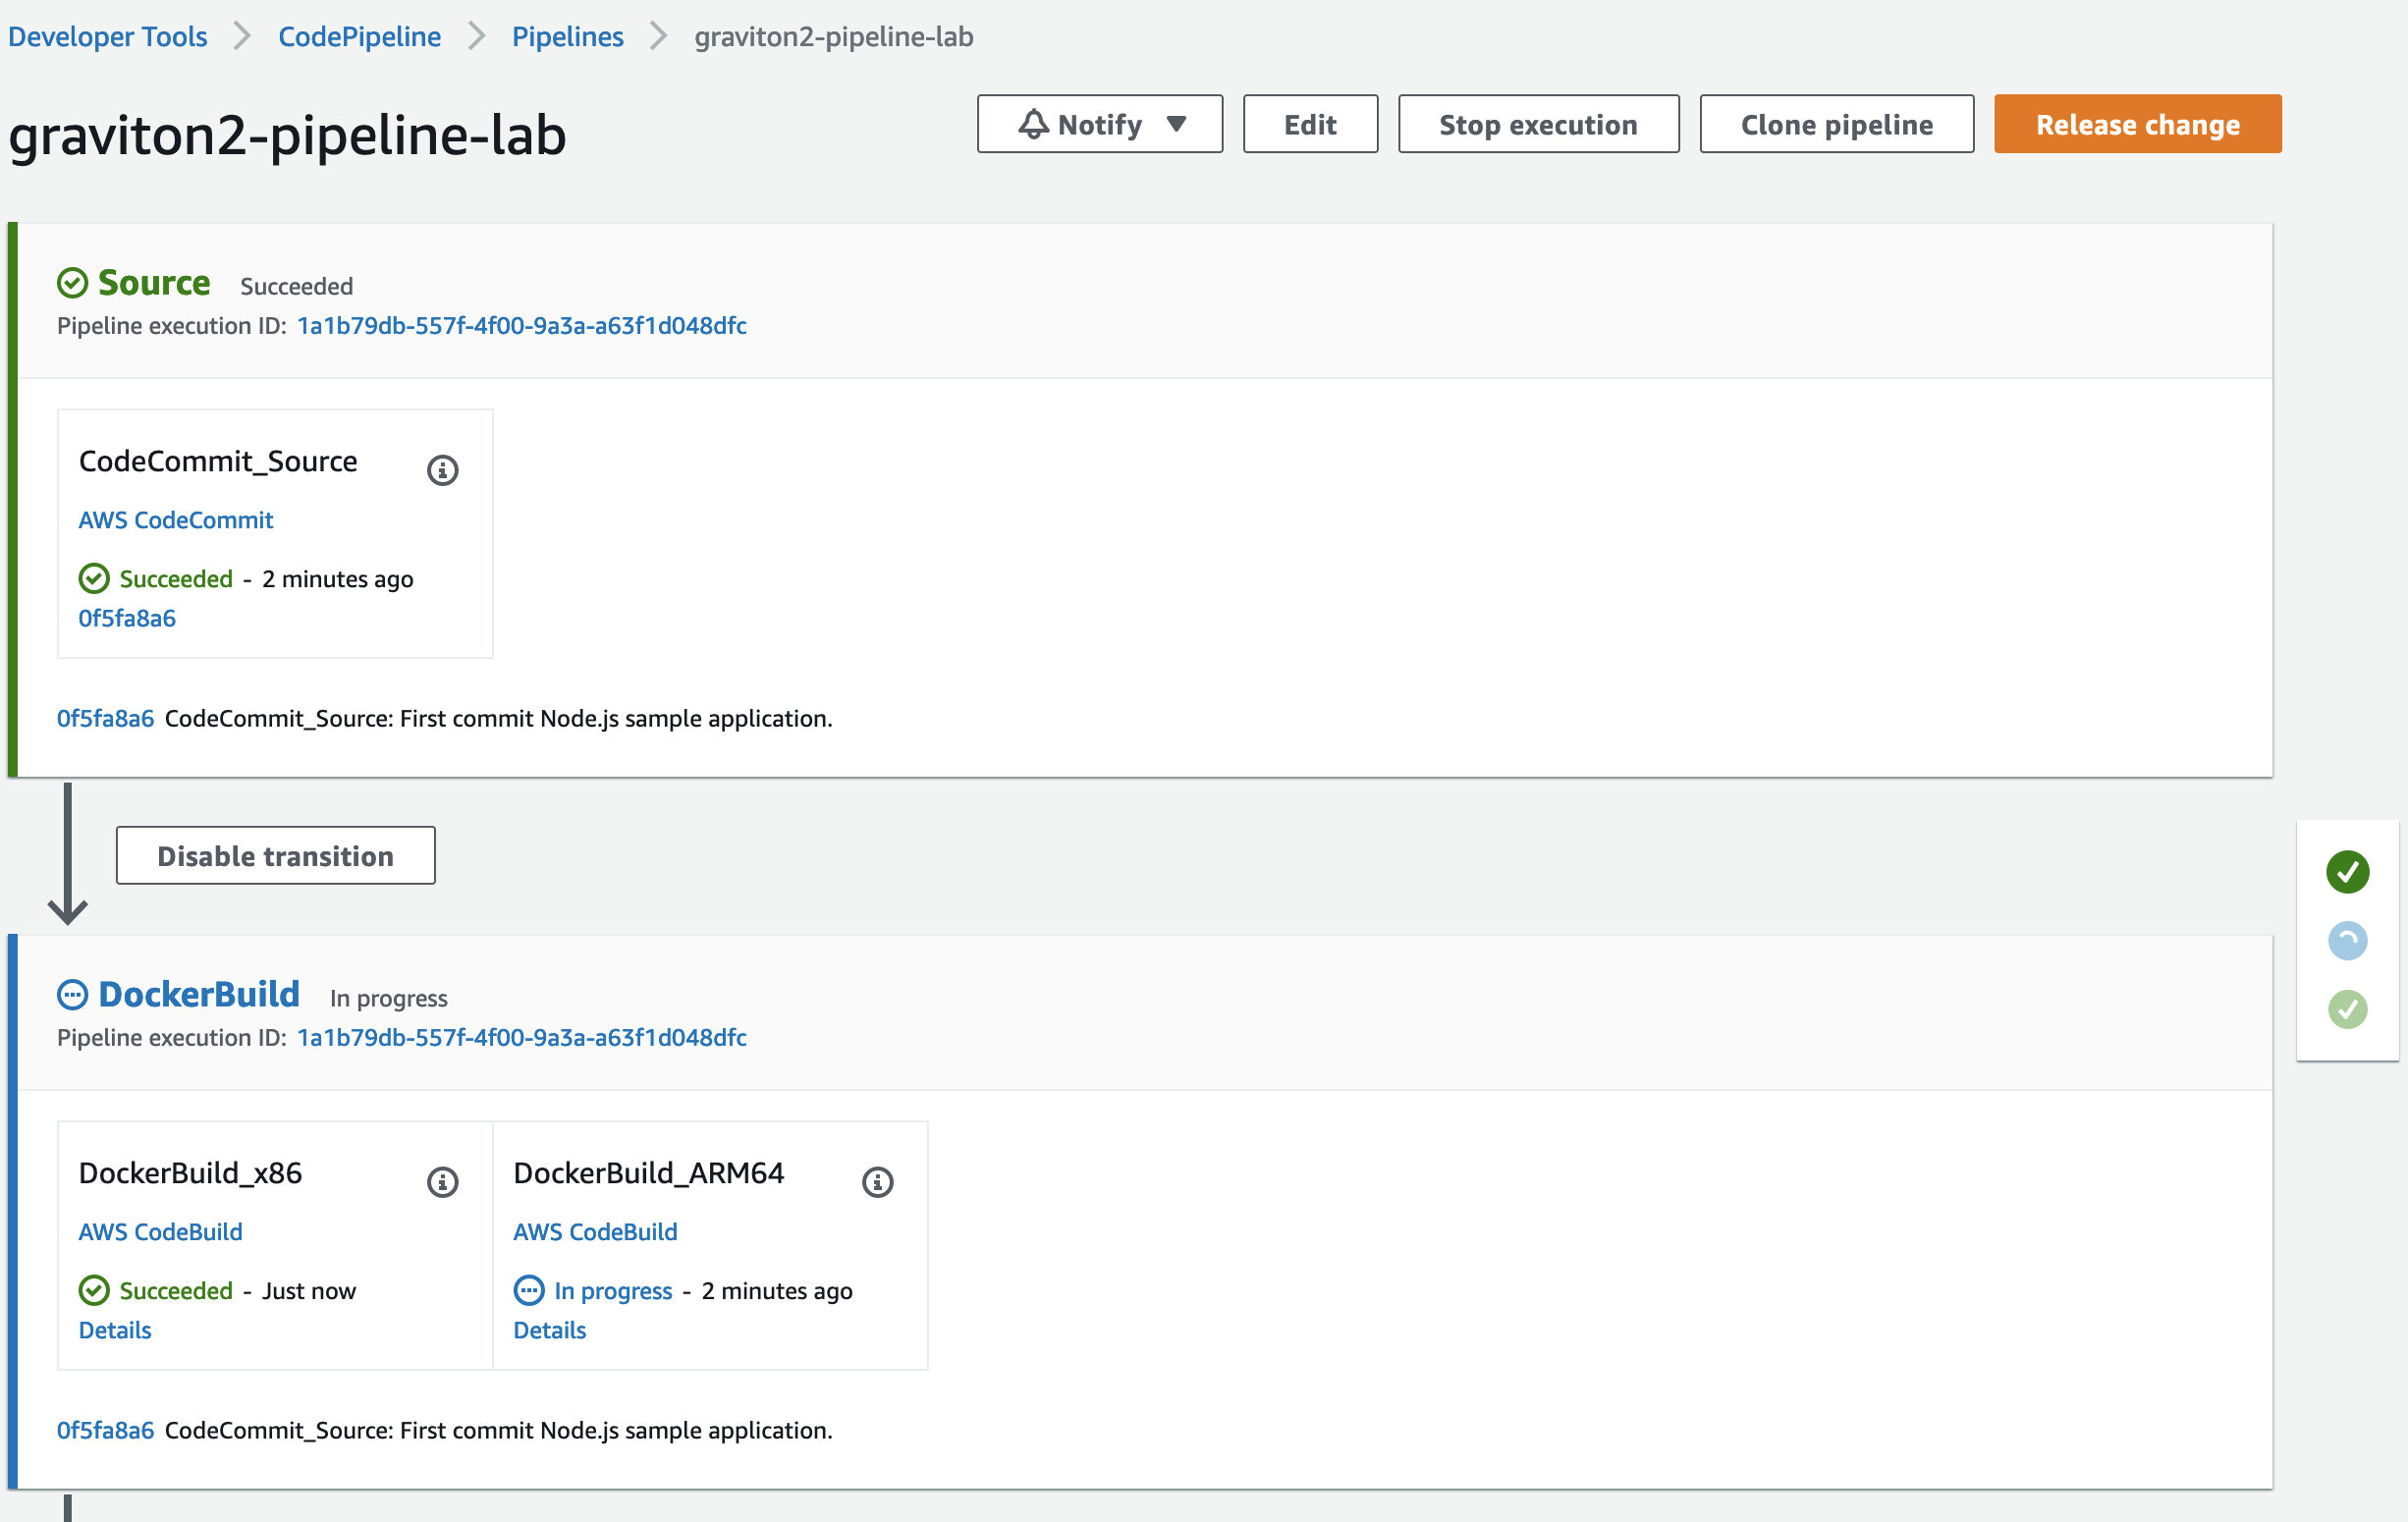 Developer Tools > CodePipeline > Pipelines > graviton2-pipeline-lab
graviton2-pipeline-lab
Notify ▼ Edit Stop execution Clone pipeline Release change
Source Succeeded
Pipeline execution ID: 1a1b79db-557f-4f00-9a3a-a63f1d048dfc
CodeCommit_Source
AWS CodeCommit
Succeeded - 2 minutes ago
0f5fa8a6
0f5fa8a6 CodeCommit_Source: First commit Node.js sample application.
Disable transition
DockerBuild In progress
Pipeline execution ID: 1a1b79db-557f-4f00-9a3a-a63f1d048dfc
DockerBuild_x86
AWS CodeBuild
Succeeded - Just now
Details
DockerBuild_ARM64
AWS CodeBuild
In progress - 2 minutes ago
Details
0f5fa8a6 CodeCommit_Source: First commit Node.js sample application.